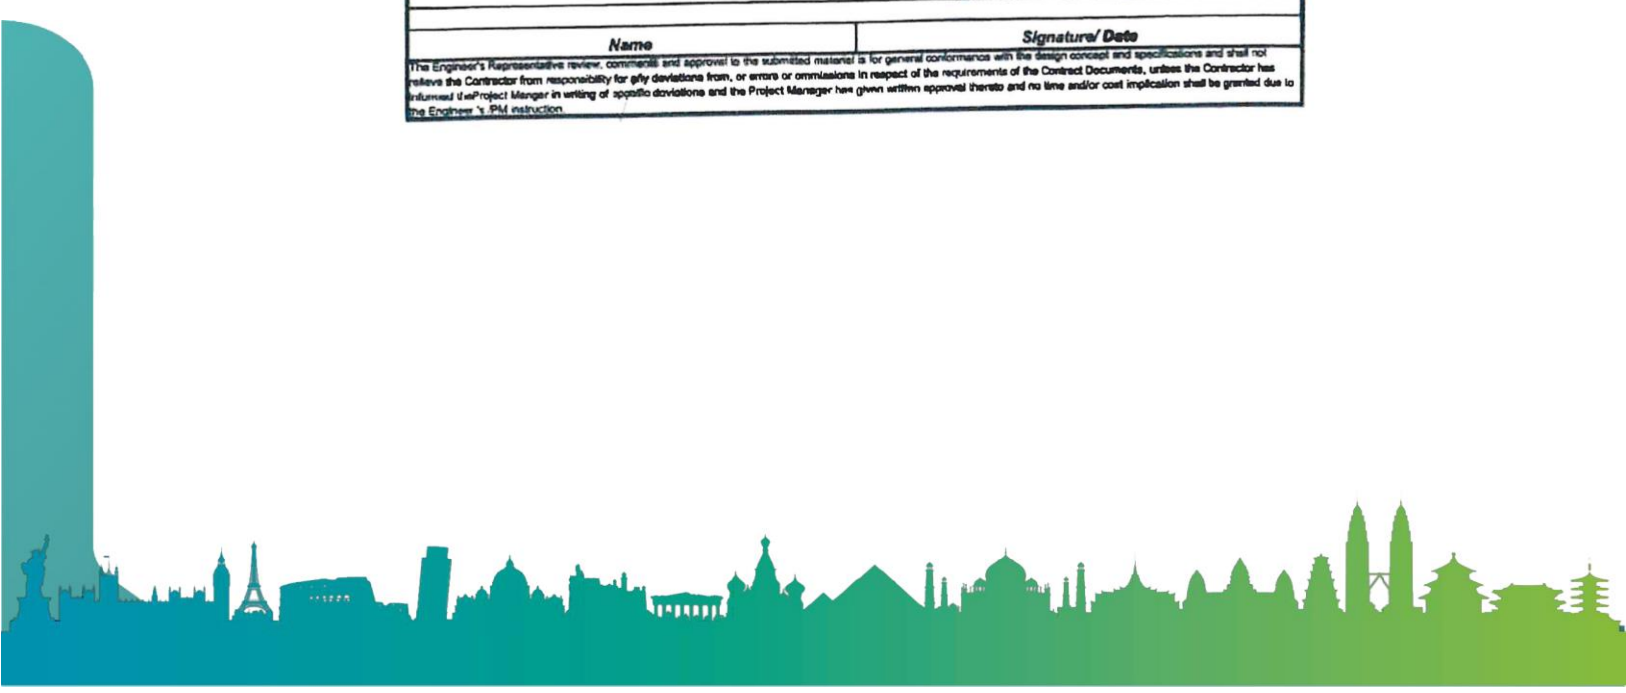 Name
Signature/ Date
The Engineer's Representative review, comments and approval to the submitted material is for general conformance with the design concept and specifications and shall not
relieve the Contractor from responsibility for any deviations from, or errors or ommissions in respect of the requirements of the Contract Documents, unless the Contractor has
informed theProject Manger in writing of specific deviations and the Project Manager has given written approval thereto and no time and/or cost implication shall be granted due to
the Engineer 's /PM instruction.